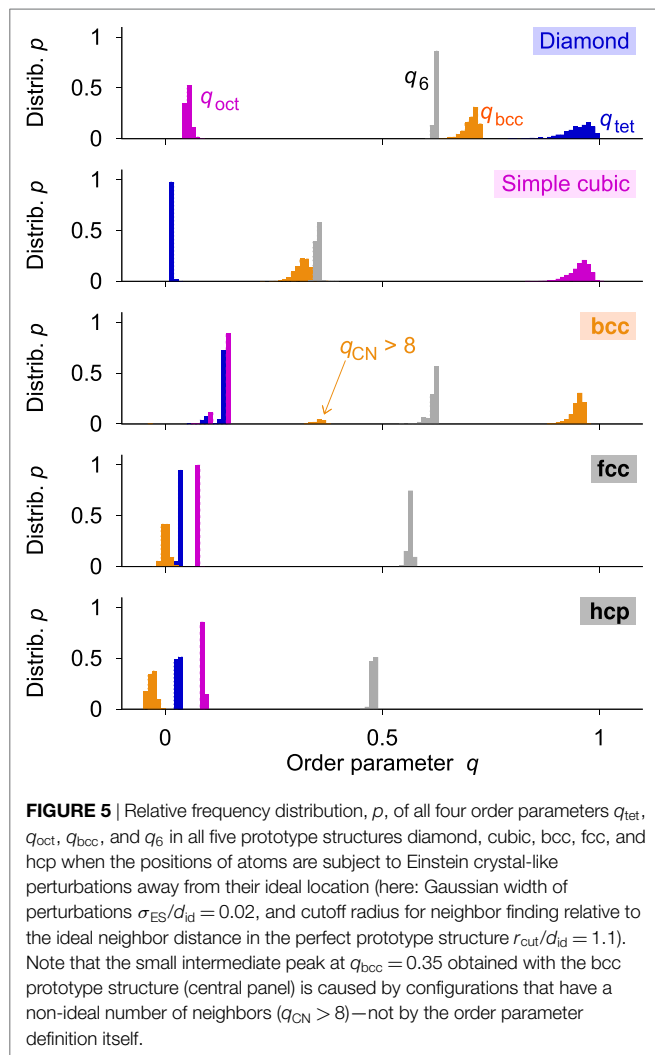 1
0.5
0
Distrib. p
Diamond
q_oct
q_6
q_bcc
q_tet
1
0.5
0
Distrib. p
Simple cubic
1
0.5
0
Distrib. p
bcc
q_CN > 8
1
0.5
0
Distrib. p
fcc
1
0.5
0
Distrib. p
hcp
0 0.5 1
Order parameter q
FIGURE 5 | Relative frequency distribution, p, of all four order parameters q_tet,
q_oct, q_bcc, and q_6 in all five prototype structures diamond, cubic, bcc, fcc, and
hcp when the positions of atoms are subject to Einstein crystal-like
perturbations away from their ideal location (here: Gaussian width of
perturbations σ_ES/d_id = 0.02, and cutoff radius for neighbor finding relative to
the ideal neighbor distance in the perfect prototype structure r_cut/d_id = 1.1).
Note that the small intermediate peak at q_bcc = 0.35 obtained with the bcc
prototype structure (central panel) is caused by configurations that have a
non-ideal number of neighbors (q_CN > 8)—not by the order parameter
definition itself.